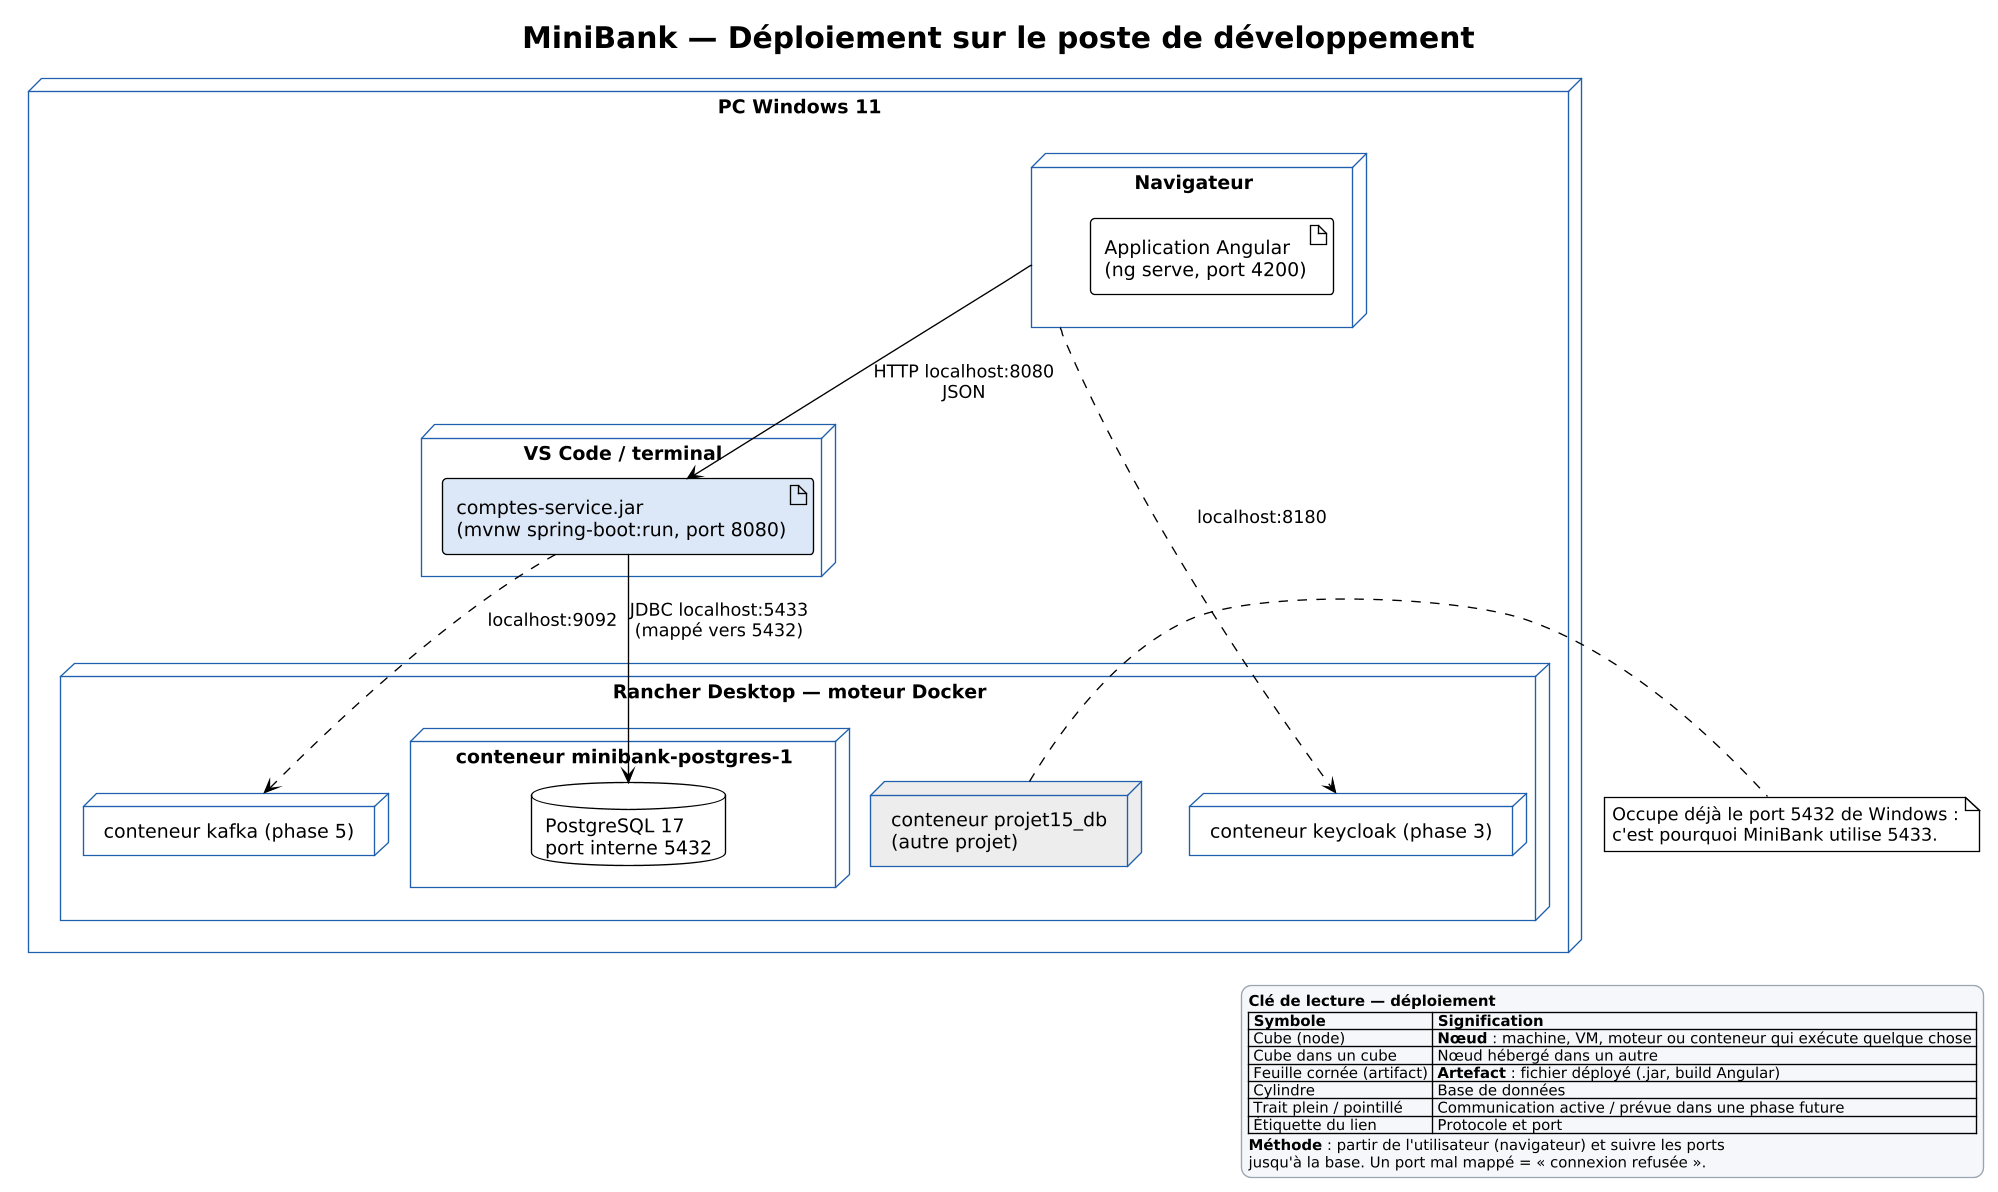 MiniBank — Déploiement sur le poste de développement
PC Windows 11
Navigateur
Application Angular
(ng serve, port 4200)
HTTP localhost:8080
JSON
VS Code / terminal
comptes-service.jar
(mvnw spring-boot:run, port 8080)
localhost:8180
localhost:9092
JDBC localhost:5433
(mappé vers 5432)
Rancher Desktop — moteur Docker
conteneur minibank-postgres-1
PostgreSQL 17
port interne 5432
conteneur kafka (phase 5)
conteneur projet15_db
(autre projet)
conteneur keycloak (phase 3)
Occupe déjà le port 5432 de Windows :
c'est pourquoi MiniBank utilise 5433.
Clé de lecture — déploiement
Symbole Signification
Cube (node) Nœud : machine, VM, moteur ou conteneur qui exécute quelque chose
Cube dans un cube Nœud hébergé dans un autre
Feuille cornée (artifact) Artefact : fichier déployé (.jar, build Angular)
Cylindre Base de données
Trait plein / pointillé Communication active / prévue dans une phase future
Étiquette du lien Protocole et port
Méthode : partir de l'utilisateur (navigateur) et suivre les ports
jusqu'à la base. Un port mal mappé = « connexion refusée ».